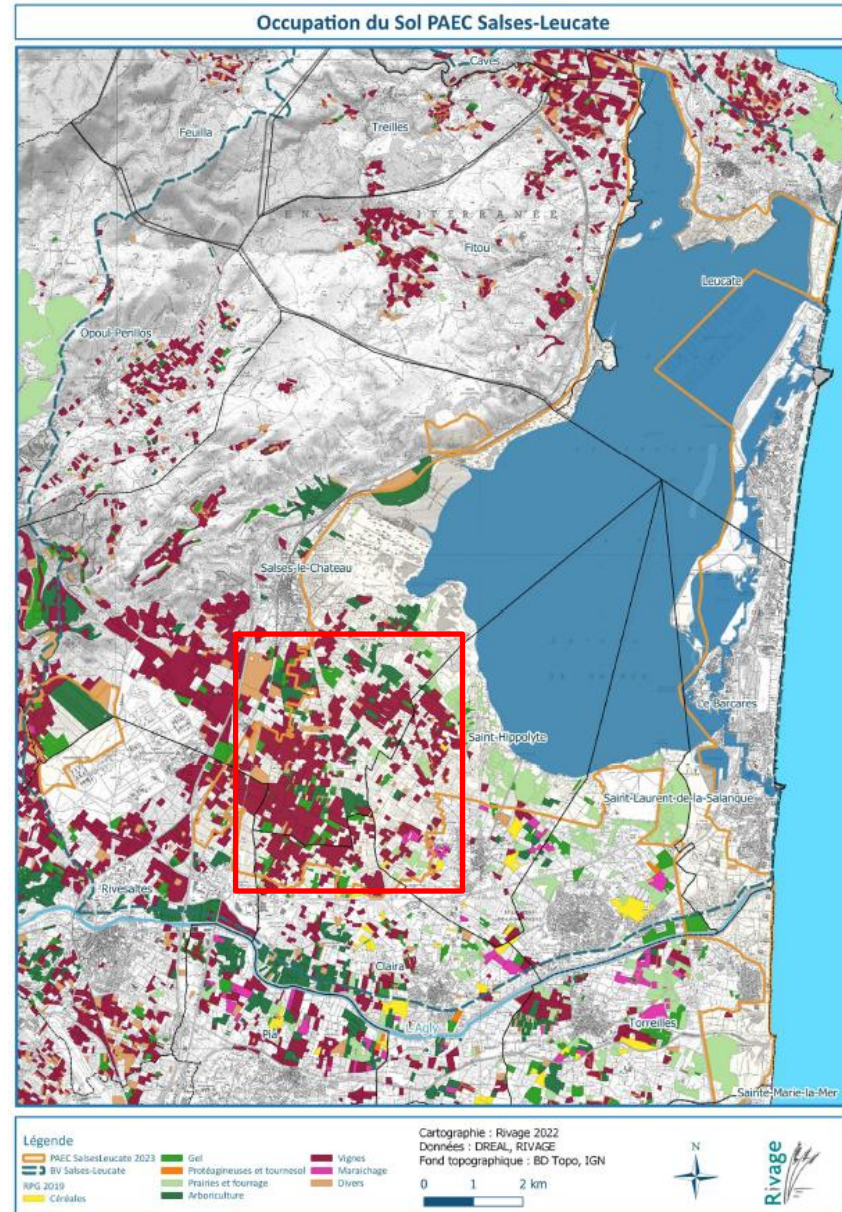 Occupation du Sol PAEC Salses-Leucate
Caves
Feuilla
Treilles
Fitou
Leucate
Opoul-Périllos
Salses-le-Chateau
Saint-Hippolyte
Le Barcarès
Saint-Laurent-de-la-Salanque
Rivesaltes
Claira
L'Agly
Pia
Torreilles
Sainte-Marie-la-Mer
Légende
PAEC SalsesLeucate 2023
BV Salses-Leucate
RPG 2019
Céréales
Gel
Protéagineuses et tournesol
Prairies et fourrage
Arboriculture
Vignes
Maraichage
Divers
Cartographie : Rivage 2022
Données : DREAL, RIVAGE
Fond topographique : BD Topo, IGN
0 1 2 km
N
Rivage